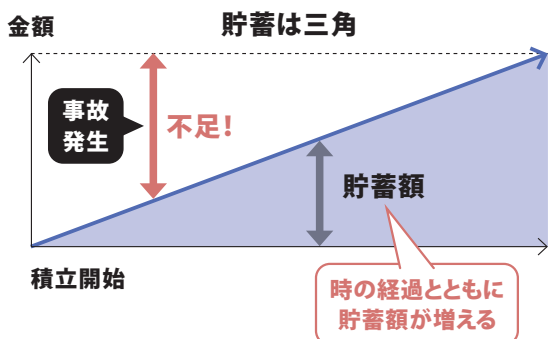 金額
貯蓄は三角
事故
発生
不足!
貯蓄額
積立開始
時の経過とともに
貯蓄額が増える